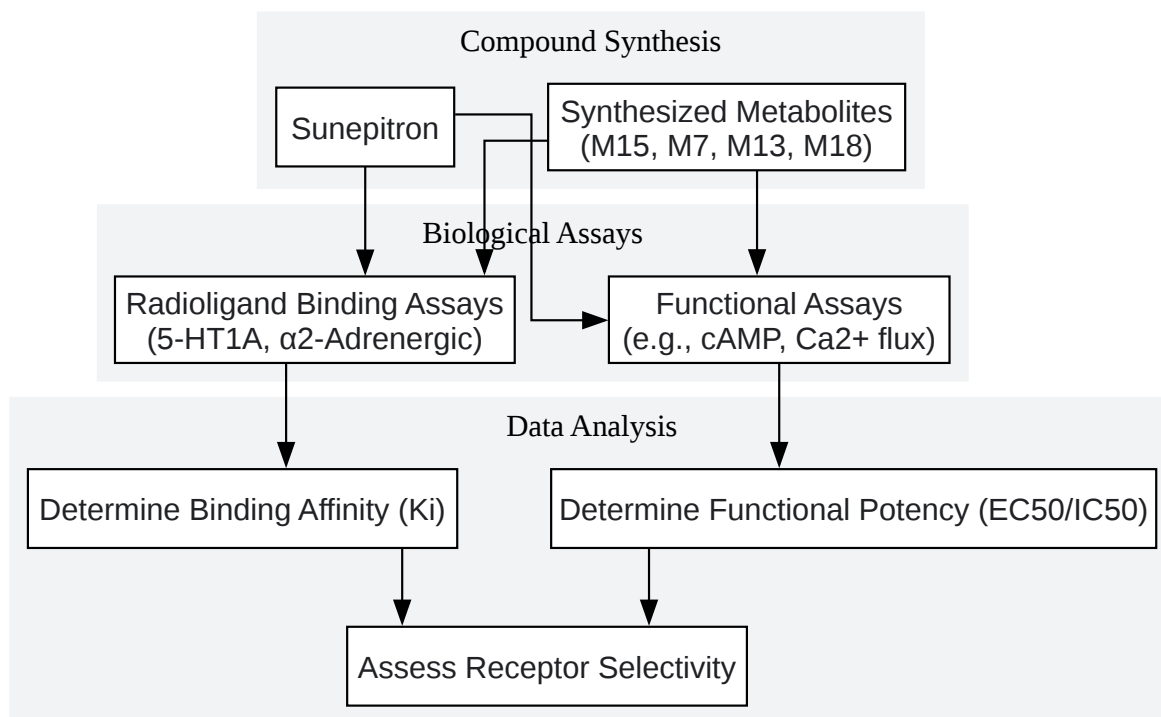 Compound Synthesis
Sunepitron
Synthesized Metabolites
(M15, M7, M13, M18)
Biological Assays
Radioligand Binding Assays
(5-HT1A, α2-Adrenergic)
Functional Assays
(e.g., cAMP, Ca2+ flux)
Data Analysis
Determine Binding Affinity (Ki)
Determine Functional Potency (EC50/IC50)
Assess Receptor Selectivity